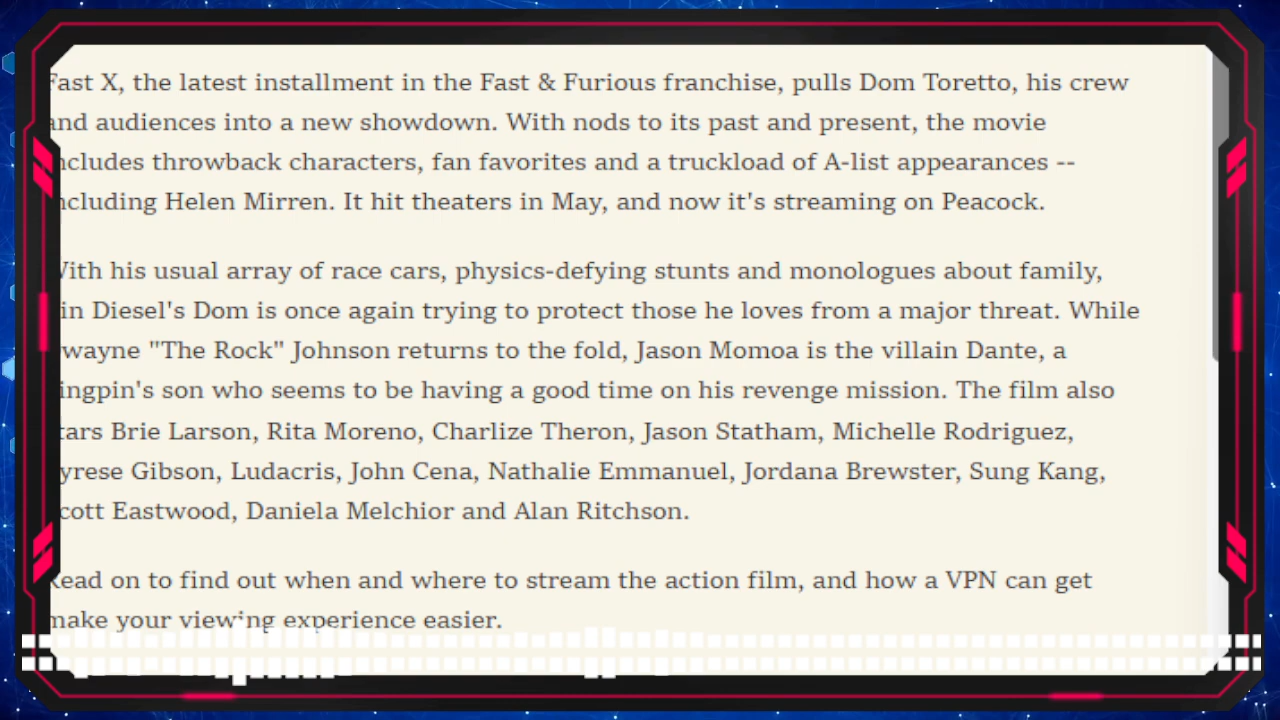 Fast X, the latest installment in the Fast & Furious franchise, pulls Dom Toretto, his crew
and audiences into a new showdown. With nods to its past and present, the movie
includes throwback characters, fan favorites and a truckload of A-list appearances --
including Helen Mirren. It hit theaters in May, and now it's streaming on Peacock.
With his usual array of race cars, physics-defying stunts and monologues about family,
in Diesel's Dom is once again trying to protect those he loves from a major threat. While
wayne "The Rock" Johnson returns to the fold, Jason Momoa is the villain Dante, a
ingpin's son who seems to be having a good time on his revenge mission. The film also
tars Brie Larson, Rita Moreno, Charlize Theron, Jason Statham, Michelle Rodriguez,
yrese Gibson, Ludacris, John Cena, Nathalie Emmanuel, Jordana Brewster, Sung Kang,
cott Eastwood, Daniela Melchior and Alan Ritchson.
Read on to find out when and where to stream the action film, and how a VPN can get
make your viewing experience easier.